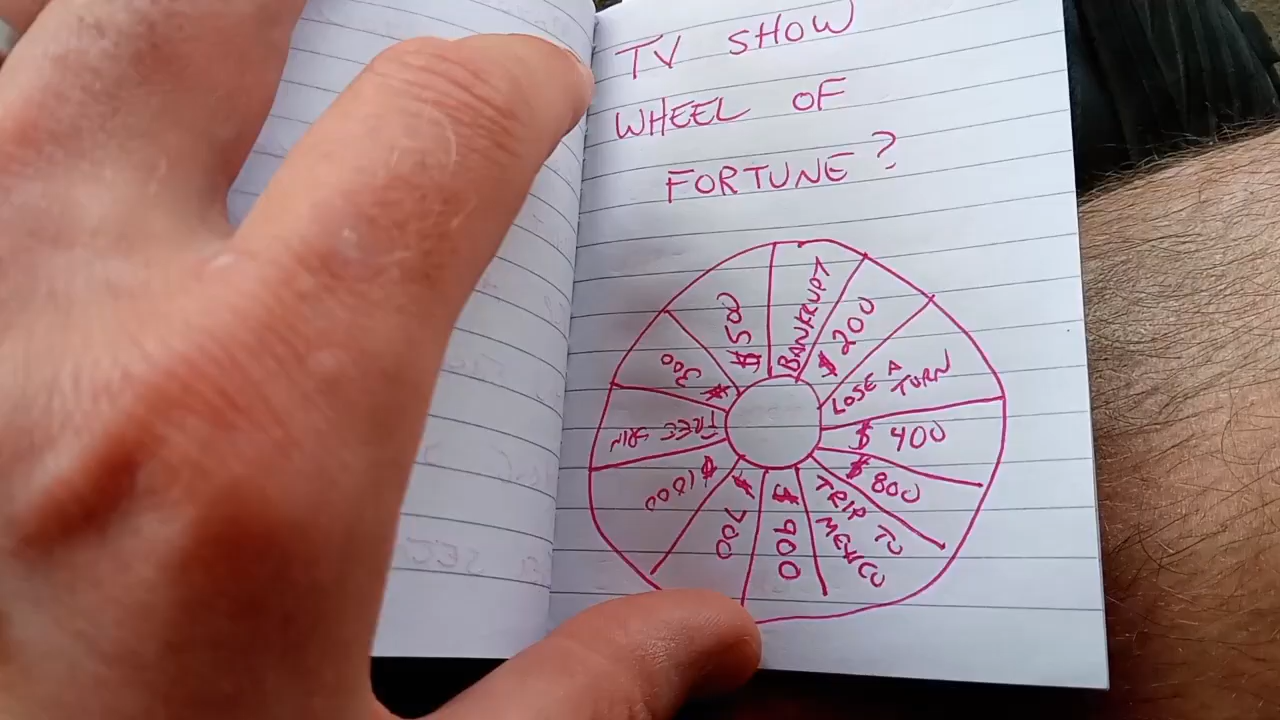 TV SHOW
WHEEL OF
FORTUNE?
BANKRUPT
$200
LOSE A
TURN
$400
$800
TRIP TO
MEXICO
$900
$700
$1000
FREE SPIN
$300
$500